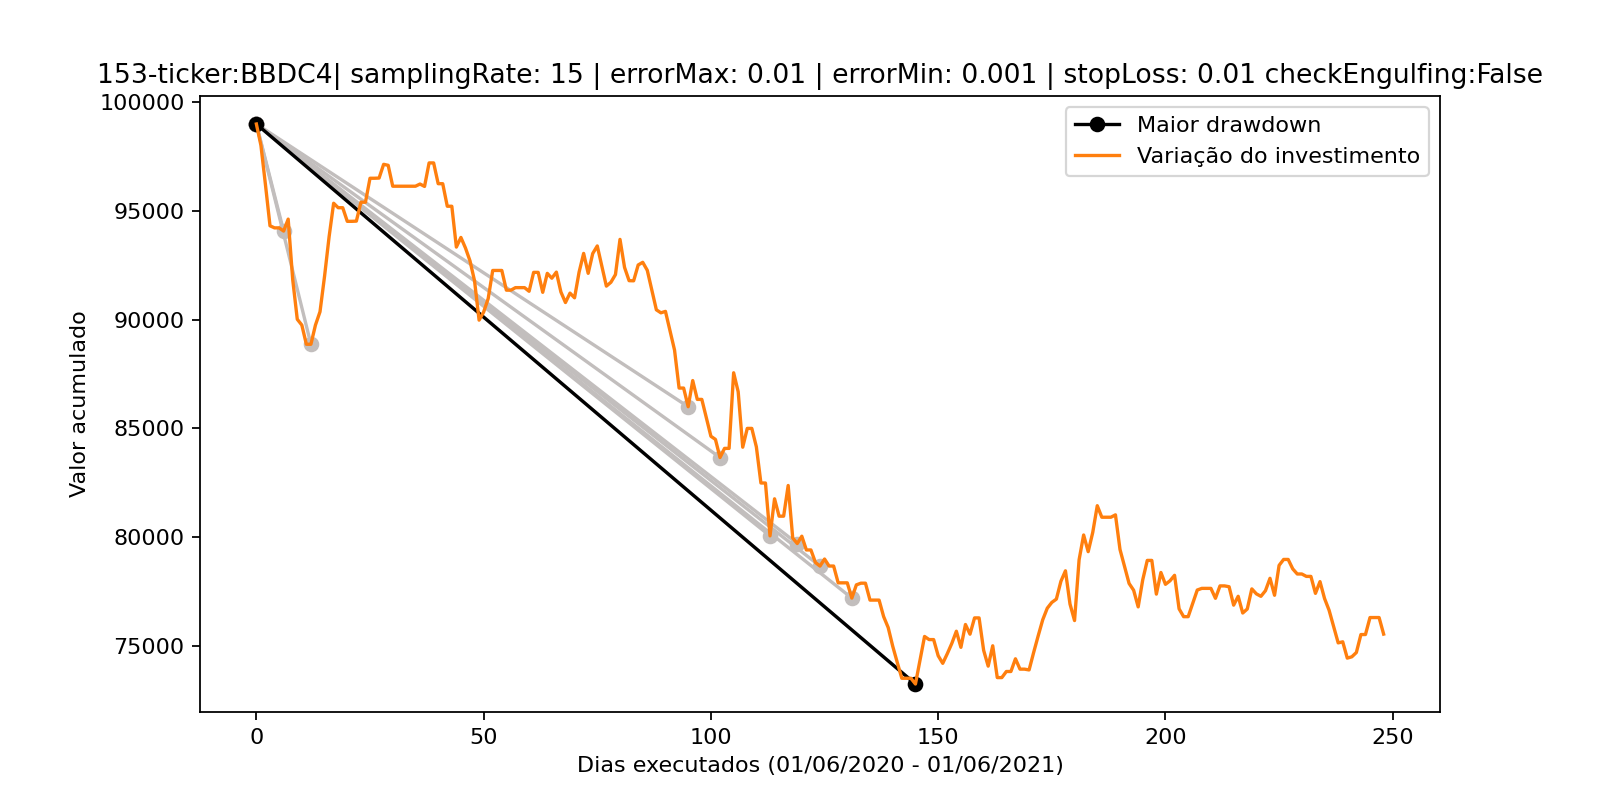 153-ticker:BBDC4| samplingRate: 15 | errorMax: 0.01 | errorMin: 0.001 | stopLoss: 0.01 checkEngulfing:False
Maior drawdown
Variação do investimento
Valor acumulado
100000
95000
90000
85000
80000
75000
0 50 100 150 200 250
Dias executados (01/06/2020 - 01/06/2021)